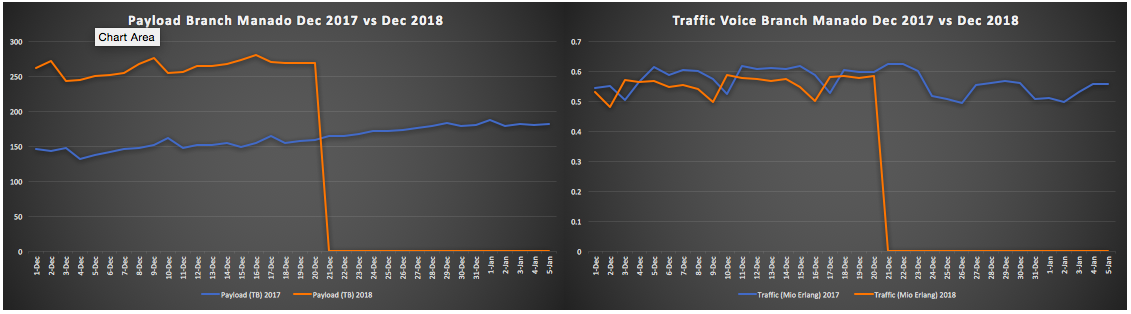 Payload Branch Manado Dec 2017 vs Dec 2018
Chart Area
300
250
200
150
100
50
0
1-Dec 2-Dec 3-Dec 4-Dec 5-Dec 6-Dec 7-Dec 8-Dec 9-Dec 10-Dec 11-Dec 12-Dec 13-Dec 14-Dec 15-Dec 16-Dec 17-Dec 18-Dec 19-Dec 20-Dec 21-Dec 22-Dec 23-Dec 24-Dec 25-Dec 26-Dec 27-Dec 28-Dec 29-Dec 30-Dec 31-Dec 1-Jan 2-Jan 3-Jan 4-Jan 5-Jan
Payload (TB) 2017 Payload (TB) 2018
Traffic Voice Branch Manado Dec 2017 vs Dec 2018
0.7
0.6
0.5
0.4
0.3
0.2
0.1
0
1-Dec 2-Dec 3-Dec 4-Dec 5-Dec 6-Dec 7-Dec 8-Dec 9-Dec 10-Dec 11-Dec 12-Dec 13-Dec 14-Dec 15-Dec 16-Dec 17-Dec 18-Dec 19-Dec 20-Dec 21-Dec 22-Dec 23-Dec 24-Dec 25-Dec 26-Dec 27-Dec 28-Dec 29-Dec 30-Dec 31-Dec 1-Jan 2-Jan 3-Jan 4-Jan 5-Jan
Traffic (Mio Erlang) 2017 Traffic (Mio Erlang) 2018